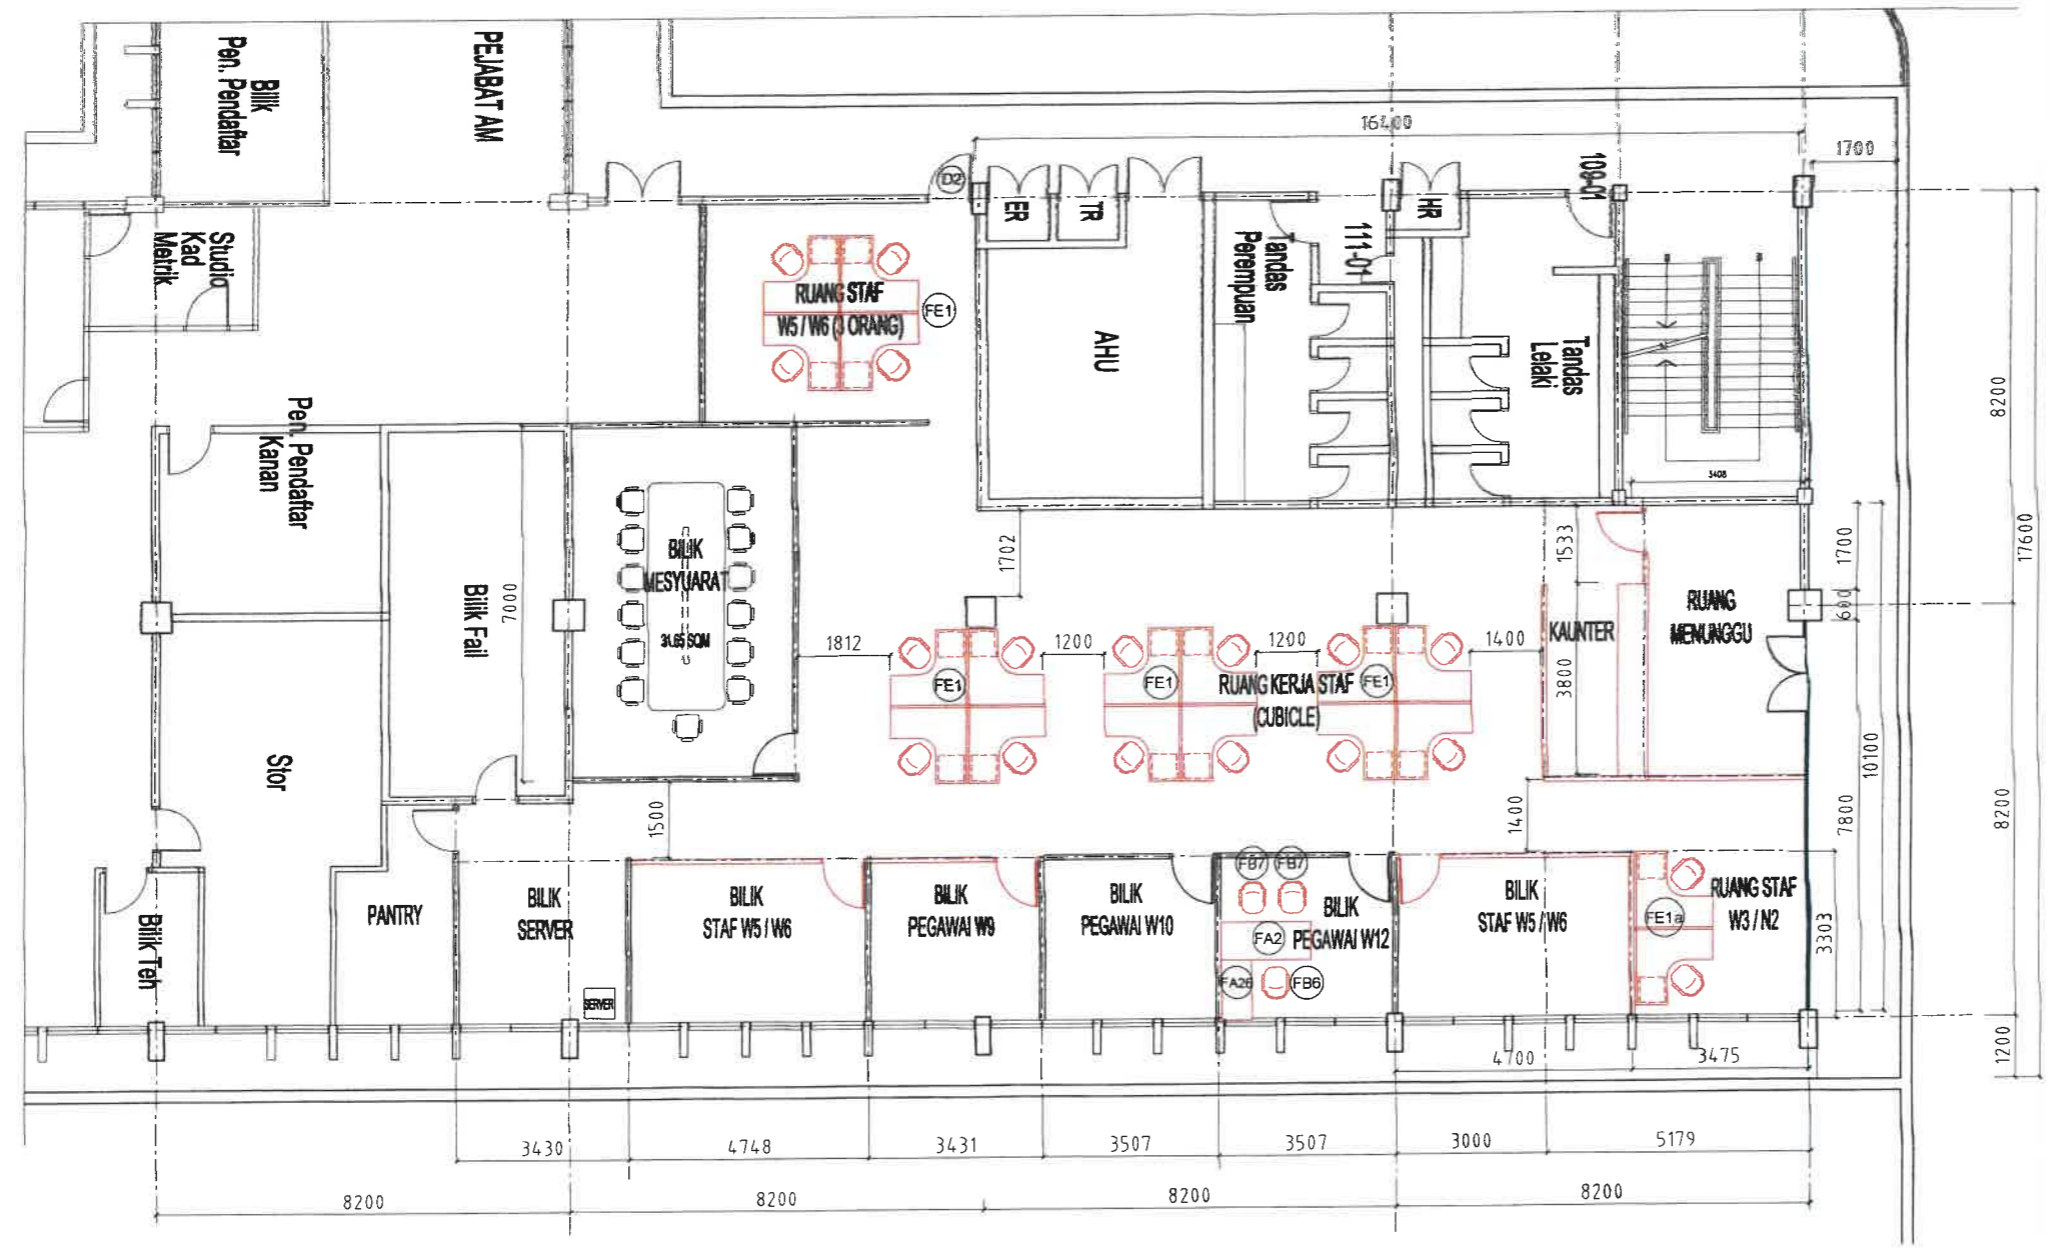 Bilik
Pen. Pendaftar
PEJABAT AM
16400
1700
D2
ER
TR
HR
109-01
111-01
Studio
Kad
Metrik
Tandas
Perempuan
RUANG STAF
W5 / W6 (3 ORANG)
FE1
AHU
Tandas
Lelaki
8200
17600
3408
Pen. Pendaftar
Kanan
Bilik Fail
7000
BILIK
MESYUARAT
31.65 SQM
1702
1533
1700
600
RUANG
MENUNGGU
KAUNTER
3800
1812
1200
1200
1400
FE1
FE1
FE1
RUANG KERJA STAF
(CUBICLE)
Stor
10100
7800
8200
1500
1400
3303
FB7
FB7
PANTRY
BILIK
SERVER
BILIK
STAF W5 / W6
BILIK
PEGAWAI W9
BILIK
PEGAWAI W10
BILIK
PEGAWAI W12
FA2
FB6
BILIK
STAF W5 / W6
FE1a
RUANG STAF
W3 / N2
Bilik Teh
SERVER
4700
3475
1200
3430
4748
3431
3507
3507
3000
5179
8200
8200
8200
8200